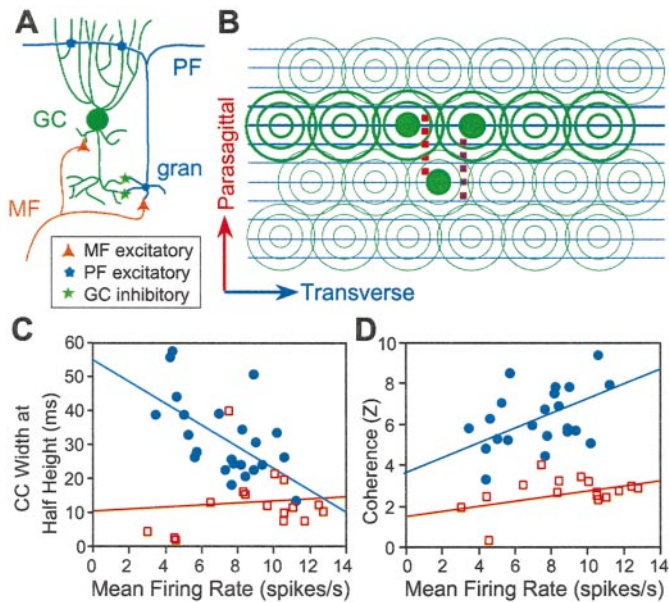 A
PF
GC
gran
MF
MF excitatory
PF excitatory
GC inhibitory
B
Parasagittal
Transverse
C
60
50
40
30
20
10
0
CC Width at
Half Height (ms)
0 2 4 6 8 10 12 14
Mean Firing Rate (spikes/s)
D
10
8
6
4
2
0
Coherence (Z)
0 2 4 6 8 10 12 14
Mean Firing Rate (spikes/s)